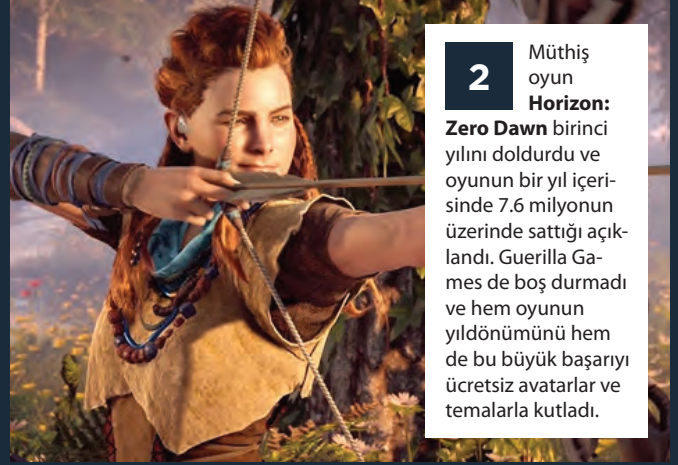 2
Müthiş
oyun
Horizon:
Zero Dawn birinci
yılını doldurdu ve
oyunun bir yıl içeri-
sinde 7.6 milyonun
üzerinde sattığı açık-
landı. Guerilla Ga-
mes de boş durmadı
ve hem oyunun
yıldönümünü hem
de bu büyük başarıyı
ücretsiz avatarlar ve
temalarla kutladı.